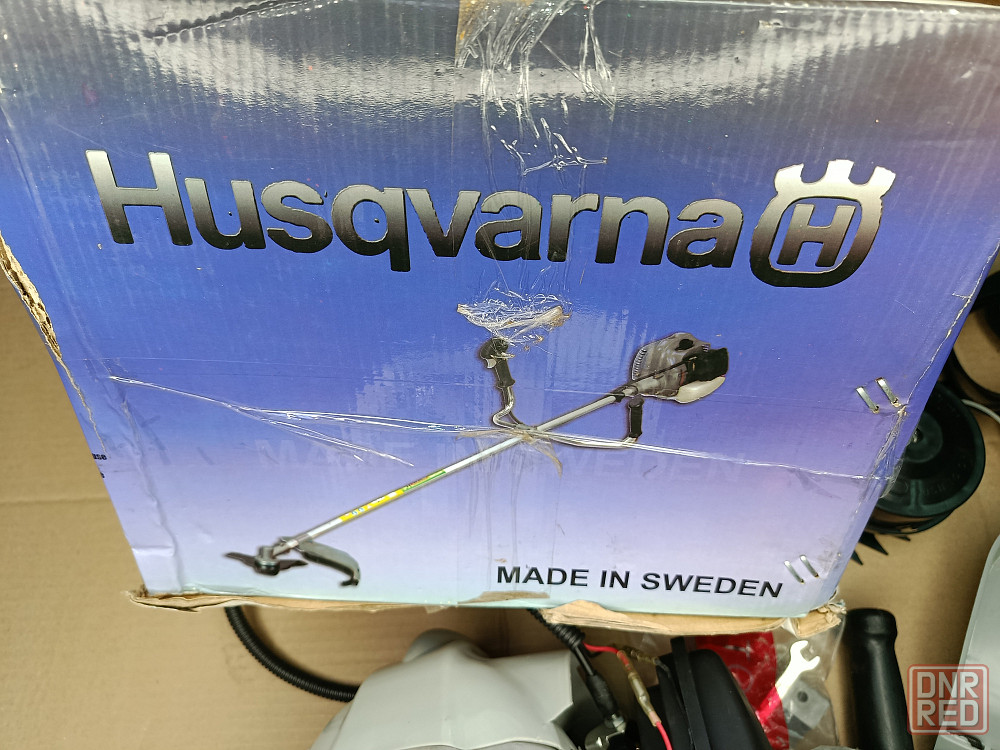 Husqvarna H
MADE IN SWEDEN
DNR
RED